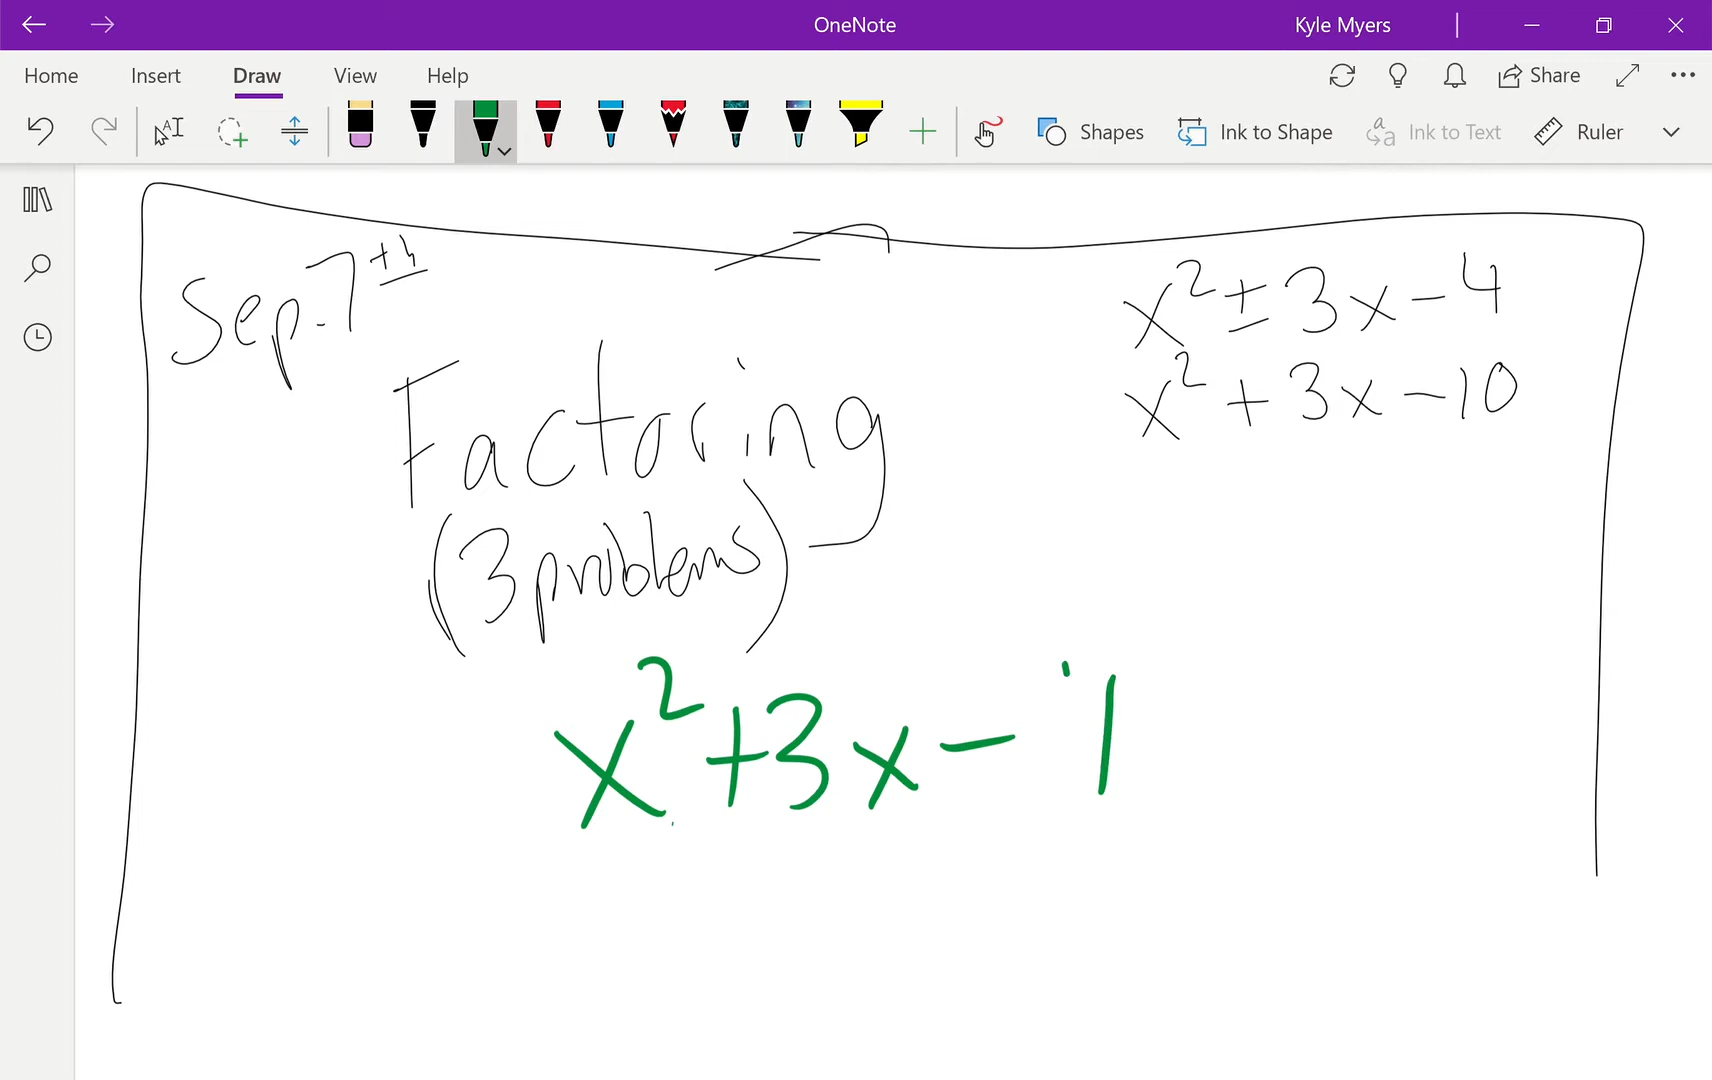 OneNote
Kyle Myers
Home Insert Draw View Help
Share
Shapes Ink to Shape Ink to Text Ruler
Sep. 7th
x² ± 3x - 4
x² + 3x - 10
Factoring
(3 problems)
x² + 3x - 1